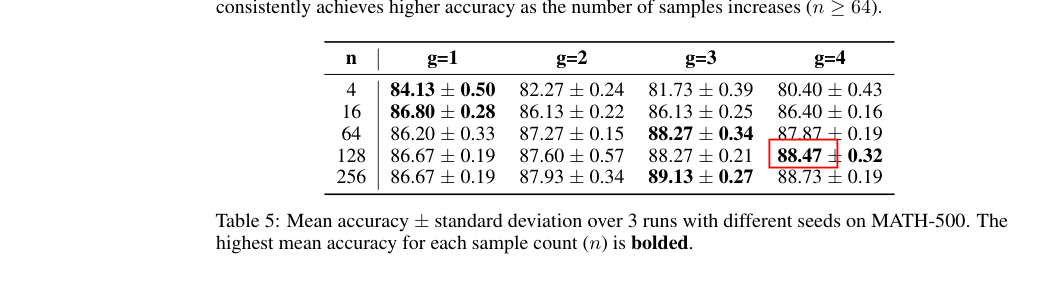 consistently achieves higher accuracy as the number of samples increases (n ≥ 64).
n g=1 g=2 g=3 g=4
4 84.13 ± 0.50 82.27 ± 0.24 81.73 ± 0.39 80.40 ± 0.43
16 86.80 ± 0.28 86.13 ± 0.22 86.13 ± 0.25 86.40 ± 0.16
64 86.20 ± 0.33 87.27 ± 0.15 88.27 ± 0.34 87.87 ± 0.19
128 86.67 ± 0.19 87.60 ± 0.57 88.27 ± 0.21 88.47 ± 0.32
256 86.67 ± 0.19 87.93 ± 0.34 89.13 ± 0.27 88.73 ± 0.19
Table 5: Mean accuracy ± standard deviation over 3 runs with different seeds on MATH-500. The
highest mean accuracy for each sample count (n) is bolded.